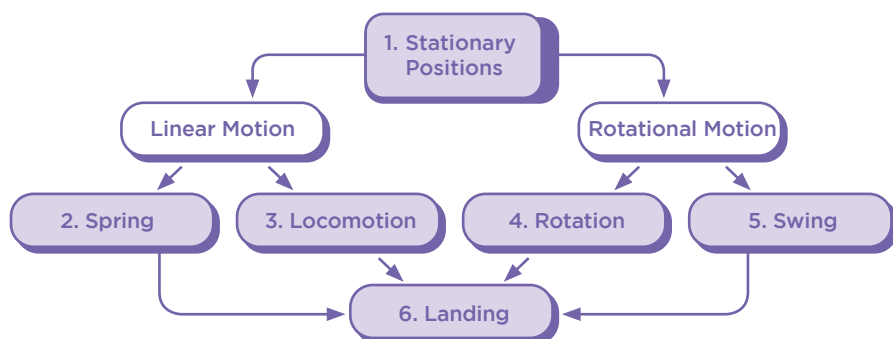 1. Stationary
Positions
Linear Motion
Rotational Motion
2. Spring
3. Locomotion
4. Rotation
5. Swing
6. Landing